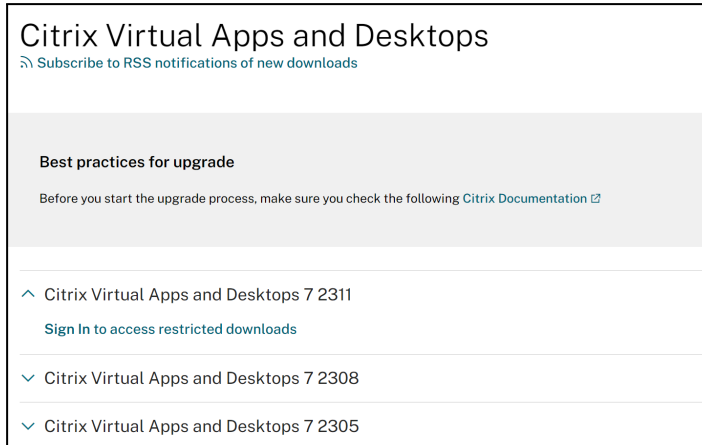 Citrix Virtual Apps and Desktops
Subscribe to RSS notifications of new downloads
Best practices for upgrade
Before you start the upgrade process, make sure you check the following Citrix Documentation
Citrix Virtual Apps and Desktops 7 2311
Sign In to access restricted downloads
Citrix Virtual Apps and Desktops 7 2308
Citrix Virtual Apps and Desktops 7 2305